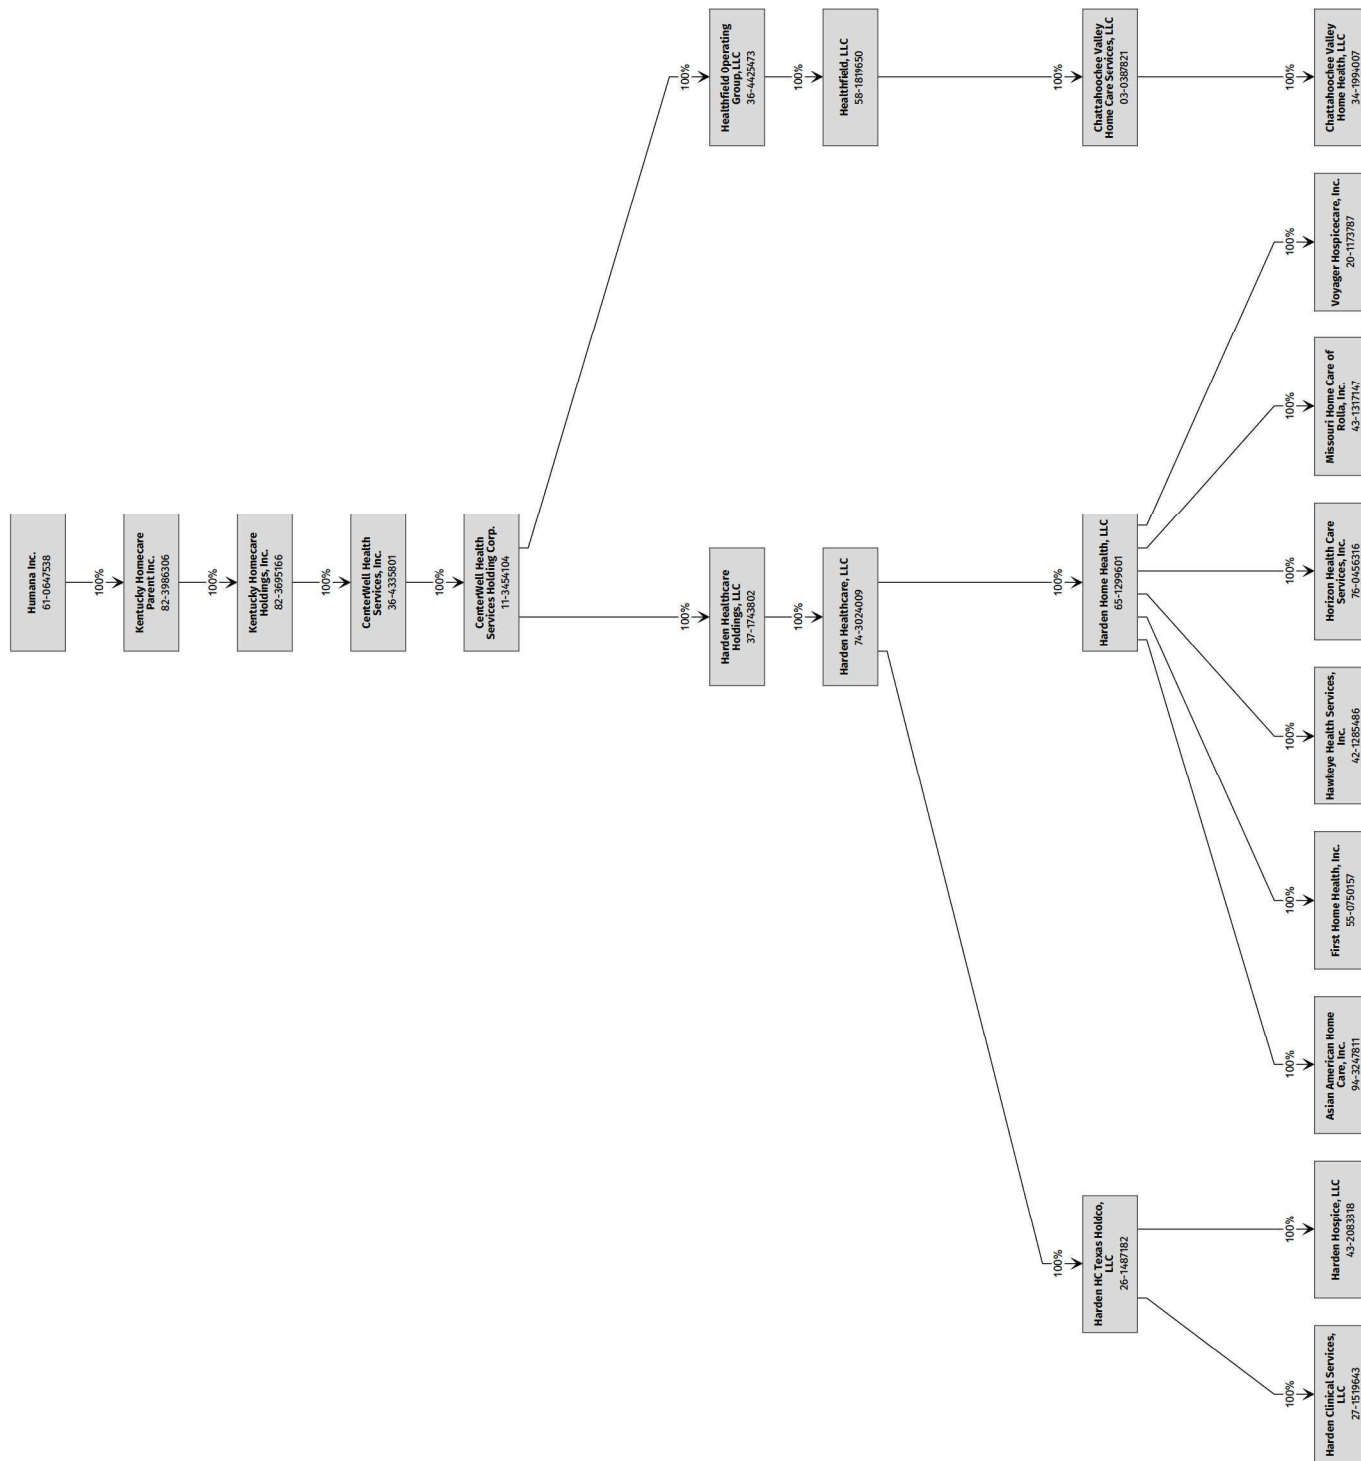 Humana Inc.
61-0647538
100%
Kentucky Homecare
Parent Inc.
82-3986306
100%
Kentucky Homecare
Holdings, Inc.
82-3695166
100%
CenterWell Health
Services, Inc.
36-4335801
100%
CenterWell Health
Services Holding Corp.
11-3454104
100%
Harden Healthcare
Holdings, LLC
37-1743802
100%
Healthfield Operating
Group, LLC
36-4425473
100%
Harden Healthcare, LLC
74-3024009
100%
Healthfield, LLC
58-1819650
100%
Harden HC Texas Holdco,
LLC
26-1487182
100%
Harden Home Health, LLC
65-1299601
100%
Chattahoochee Valley
Home Care Services, LLC
03-0387821
100%
Harden Clinical Services,
LLC
27-1519643
100%
Harden Hospice, LLC
43-2083818
100%
Asian American Home
Care, Inc.
94-3247811
100%
First Home Health, Inc.
55-0750157
100%
Hawkeye Health Services,
Inc.
42-1285486
100%
Horizon Health Care
Services, Inc.
76-0456316
100%
Missouri Home Care of
Rolla, Inc.
43-1317147
100%
Voyager Hospicecare, Inc.
20-1173787
100%
Chattahoochee Valley
Home Health, LLC
34-1994007
100%